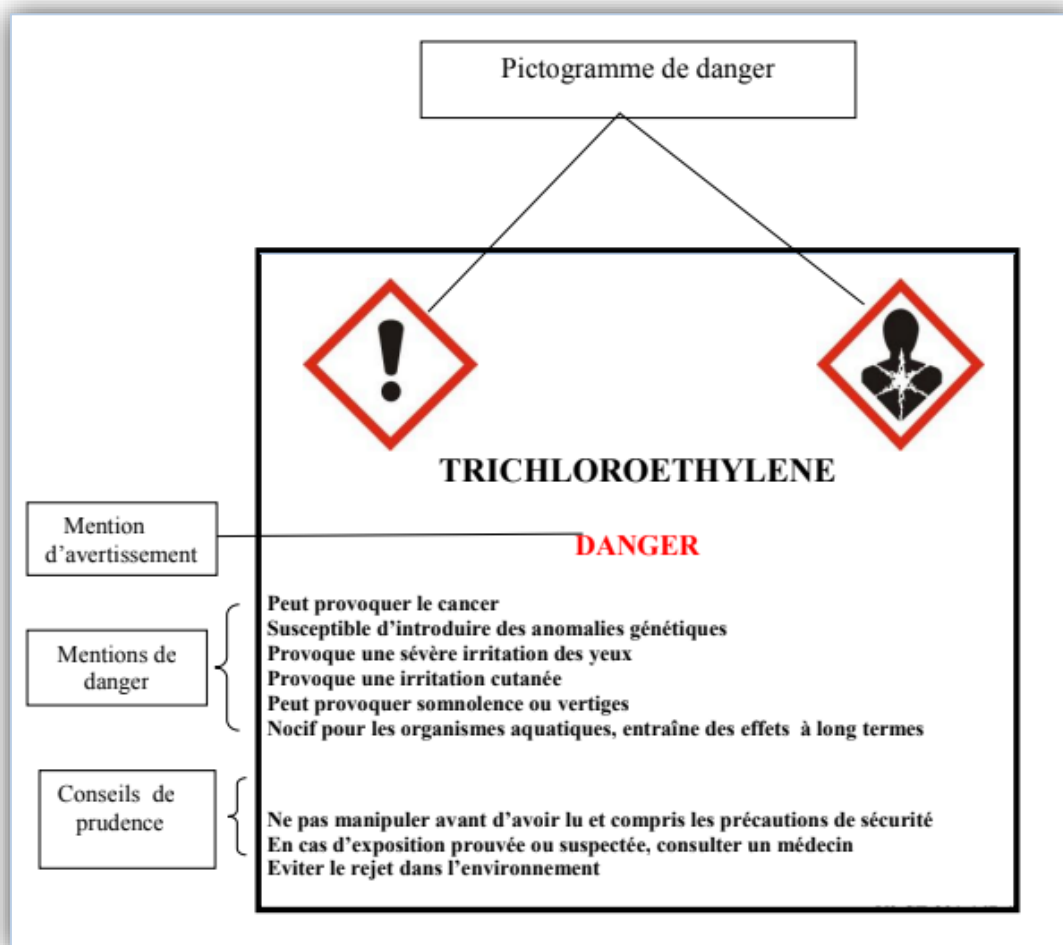 Pictogramme de danger
TRICHLOROETHYLENE
Mention
d'avertissement
DANGER
Mentions de
danger
Peut provoquer le cancer
Susceptible d'introduire des anomalies génétiques
Provoque une sévère irritation des yeux
Provoque une irritation cutanée
Peut provoquer somnolence ou vertiges
Nocif pour les organismes aquatiques, entraîne des effets à long termes
Conseils de
prudence
Ne pas manipuler avant d'avoir lu et compris les précautions de sécurité
En cas d'exposition prouvée ou suspectée, consulter un médecin
Eviter le rejet dans l'environnement